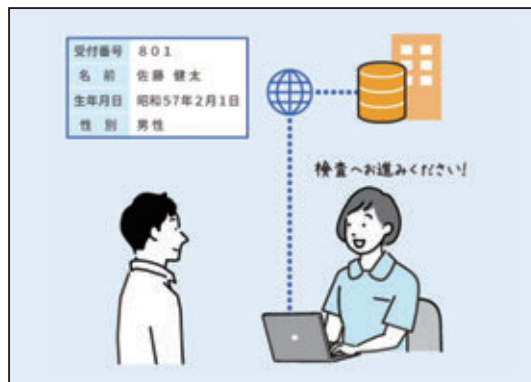 受付番号 801
名前 佐藤 健太
生年月日 昭和57年2月1日
性別 男性
検査へお進みください!